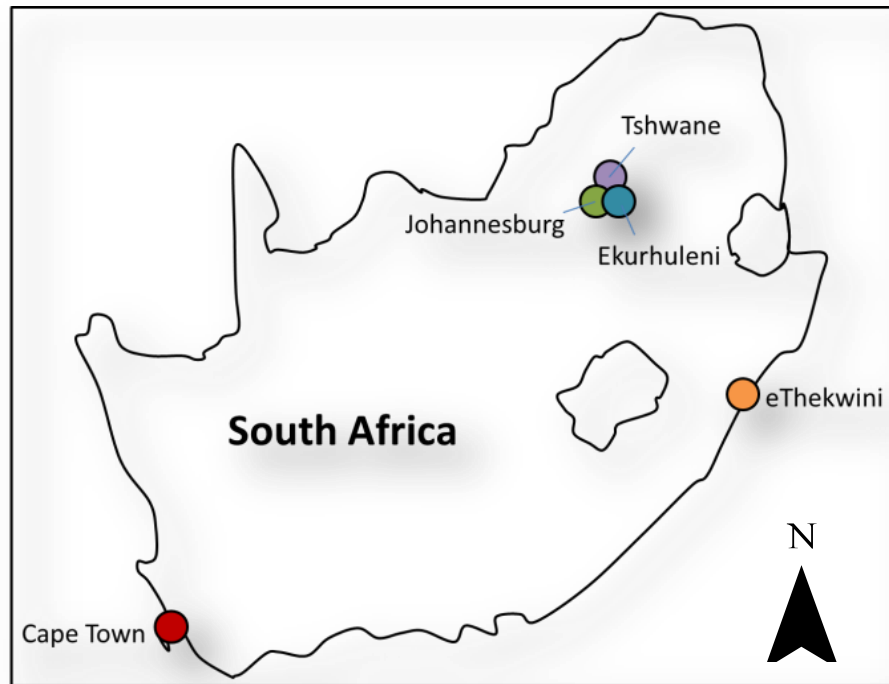 Tshwane
Johannesburg
Ekurhuleni
eThekwini
South Africa
N
Cape Town